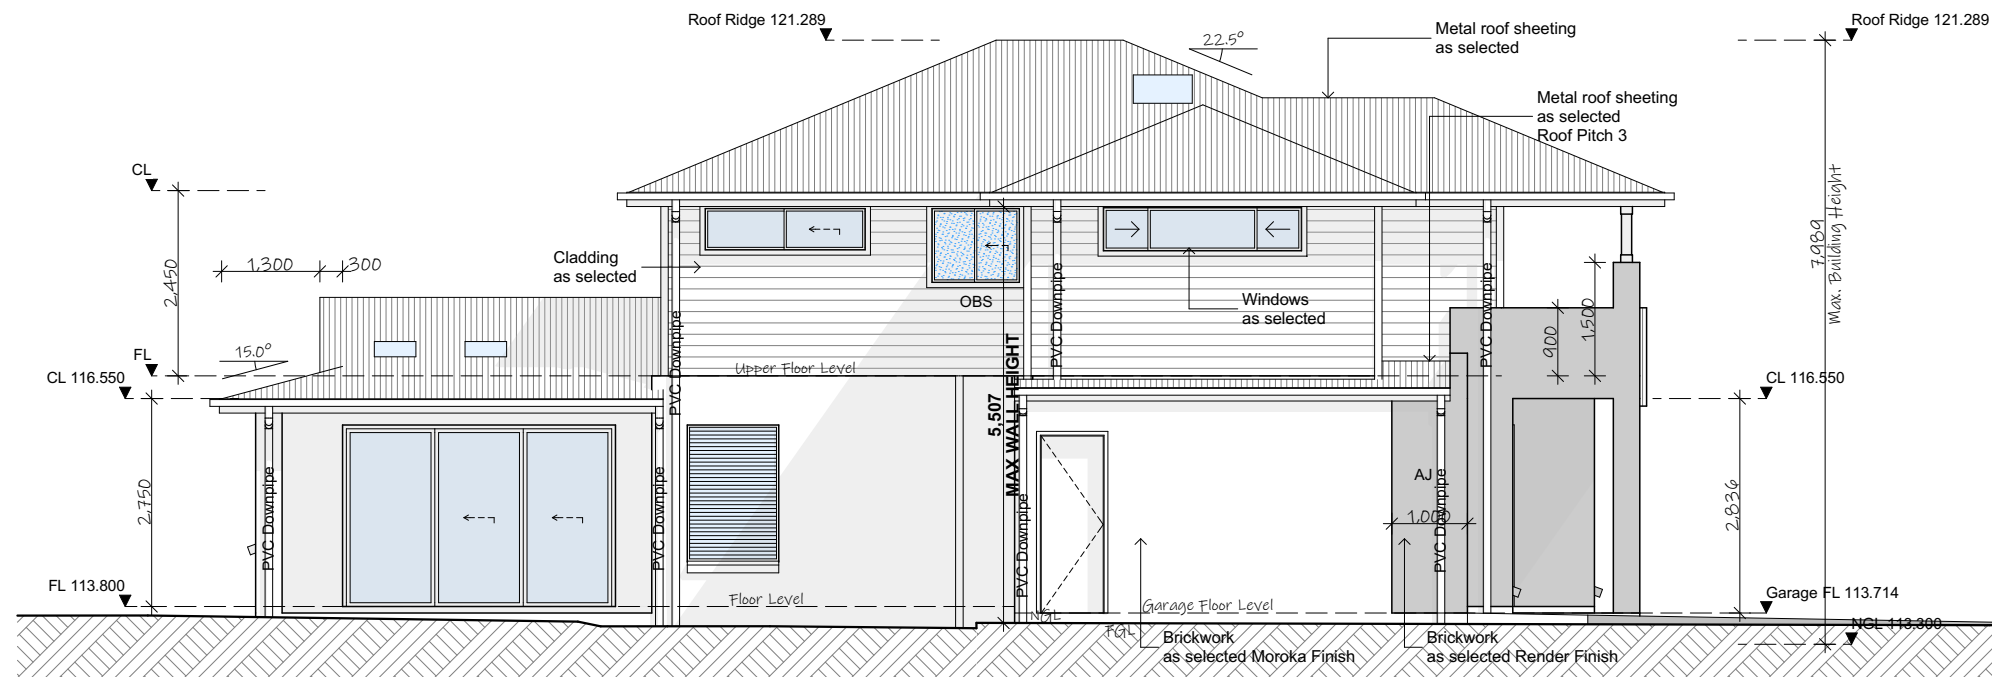 Roof Ridge 121.289
Metal roof sheeting
as selected
Roof Ridge 121.289
22.5°
Metal roof sheeting
as selected
Roof Pitch 3
CL
2,450
1,300
300
Cladding
as selected
7,989
Max. Building Height
OBS
Windows
as selected
PVC Downpipe
PVC Downpipe
PVC Downpipe
900
1,500
15.0°
FL
Upper Floor Level
CL 116.550
CL 116.550
5,507
MAX WALL HEIGHT
2,750
PVC Downpipe
PVC Downpipe
PVC Downpipe
AJ
PVC Downpipe
1,000
2,836
FL 113.800
Floor Level
Garage Floor Level
Garage FL 113.714
NGL
FGL
NGL 113.300
Brickwork
as selected Moroka Finish
Brickwork
as selected Render Finish